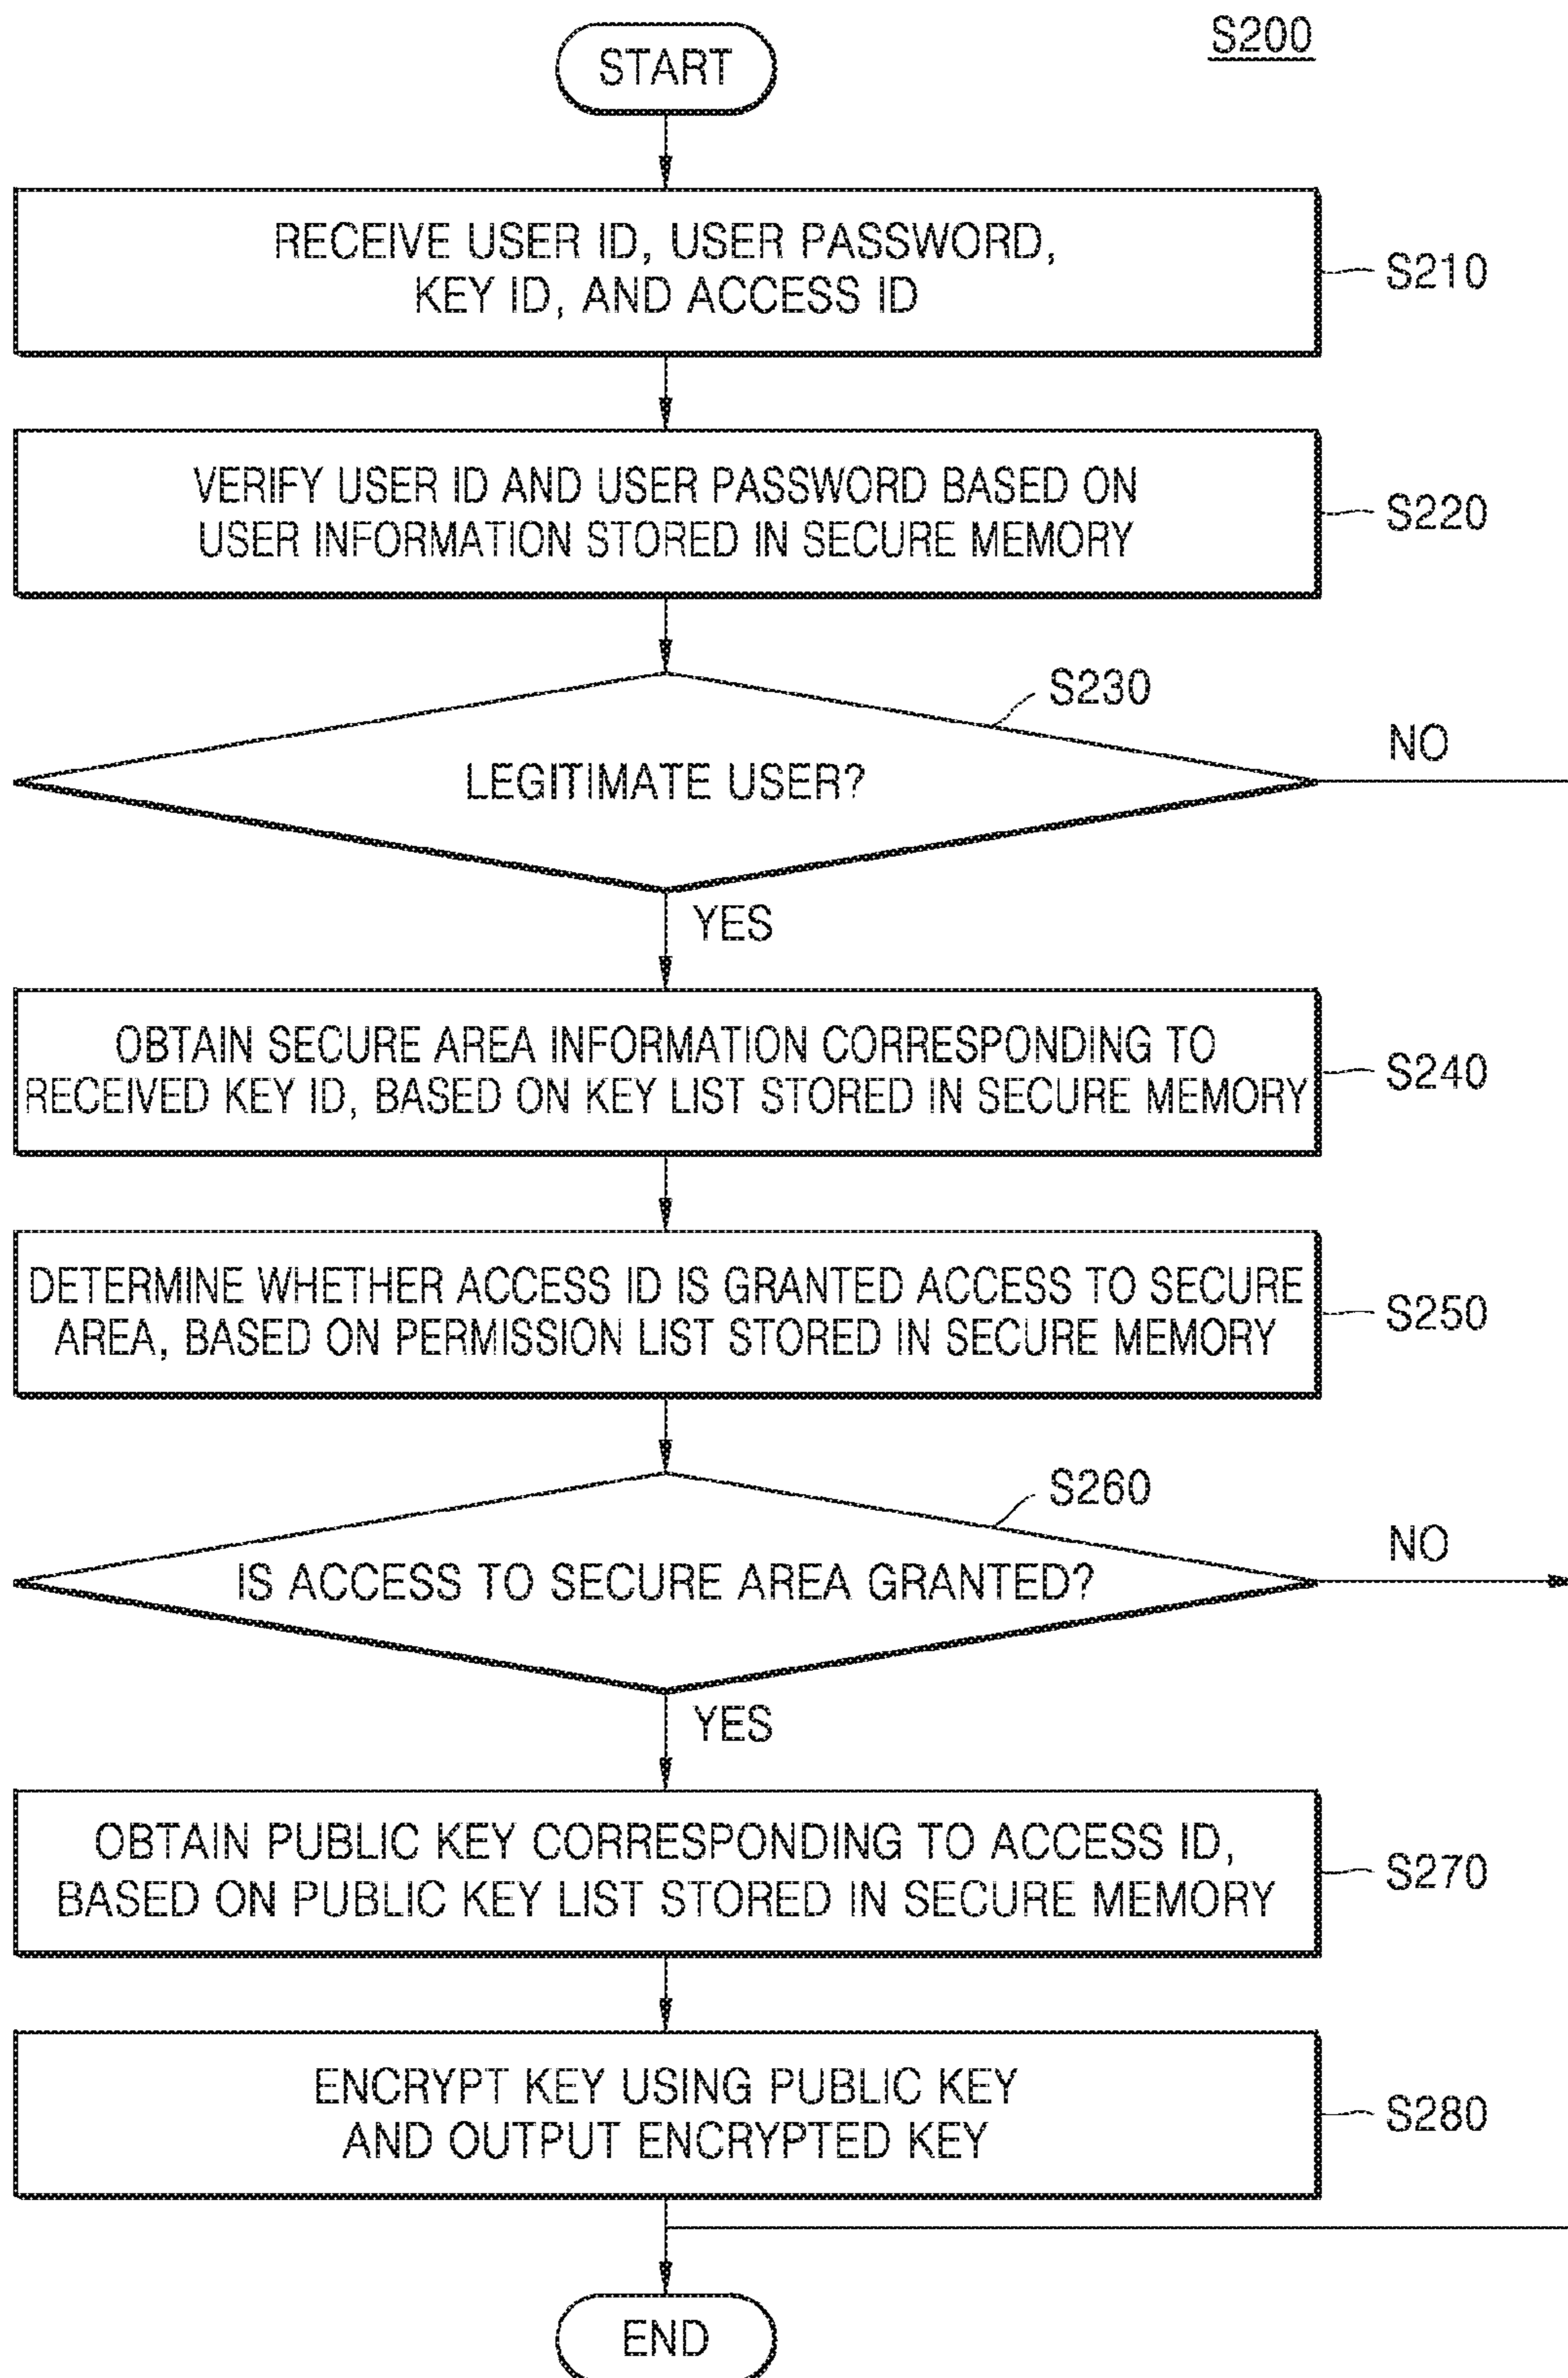 S200
START
RECEIVE USER ID, USER PASSWORD,
KEY ID, AND ACCESS ID
S210
VERIFY USER ID AND USER PASSWORD BASED ON
USER INFORMATION STORED IN SECURE MEMORY
S220
S230
LEGITIMATE USER?
NO
YES
OBTAIN SECURE AREA INFORMATION CORRESPONDING TO
RECEIVED KEY ID, BASED ON KEY LIST STORED IN SECURE MEMORY
S240
DETERMINE WHETHER ACCESS ID IS GRANTED ACCESS TO SECURE
AREA, BASED ON PERMISSION LIST STORED IN SECURE MEMORY
S250
S260
IS ACCESS TO SECURE AREA GRANTED?
NO
YES
OBTAIN PUBLIC KEY CORRESPONDING TO ACCESS ID,
BASED ON PUBLIC KEY LIST STORED IN SECURE MEMORY
S270
ENCRYPT KEY USING PUBLIC KEY
AND OUTPUT ENCRYPTED KEY
S280
END